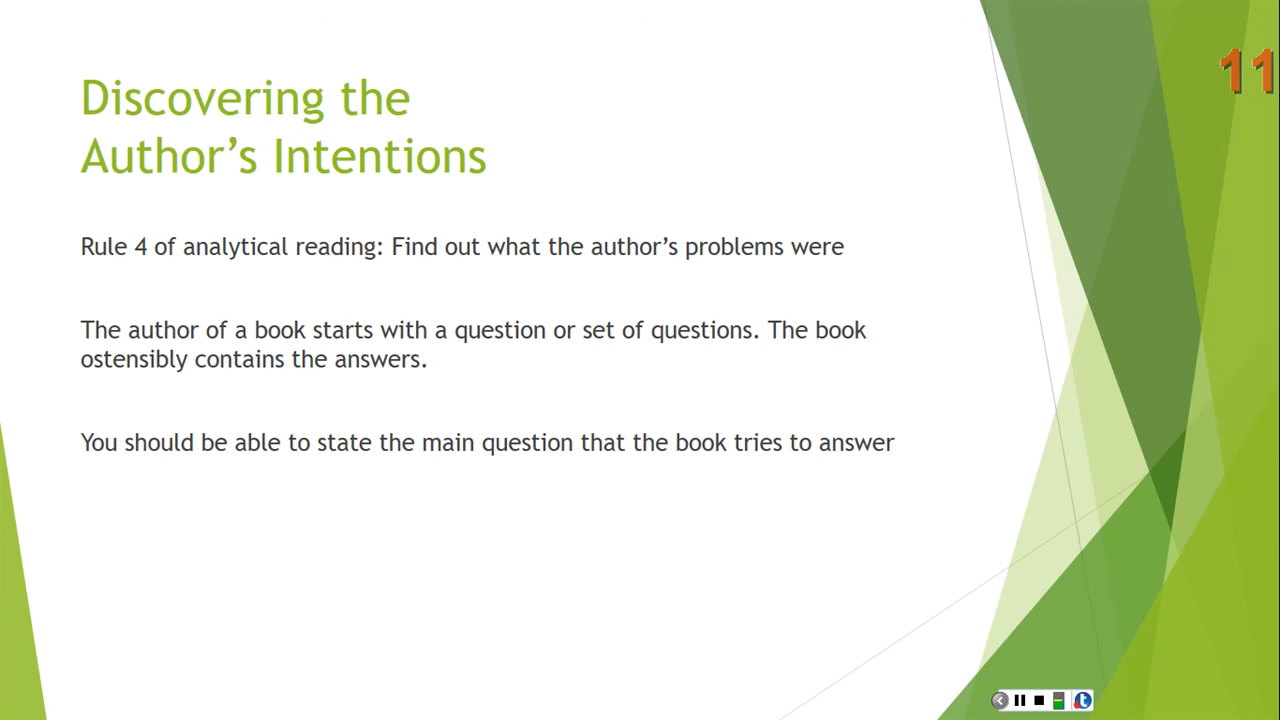 11
Discovering the
Author’s Intentions
Rule 4 of analytical reading: Find out what the author’s problems were
The author of a book starts with a question or set of questions. The book
ostensibly contains the answers.
You should be able to state the main question that the book tries to answer
t